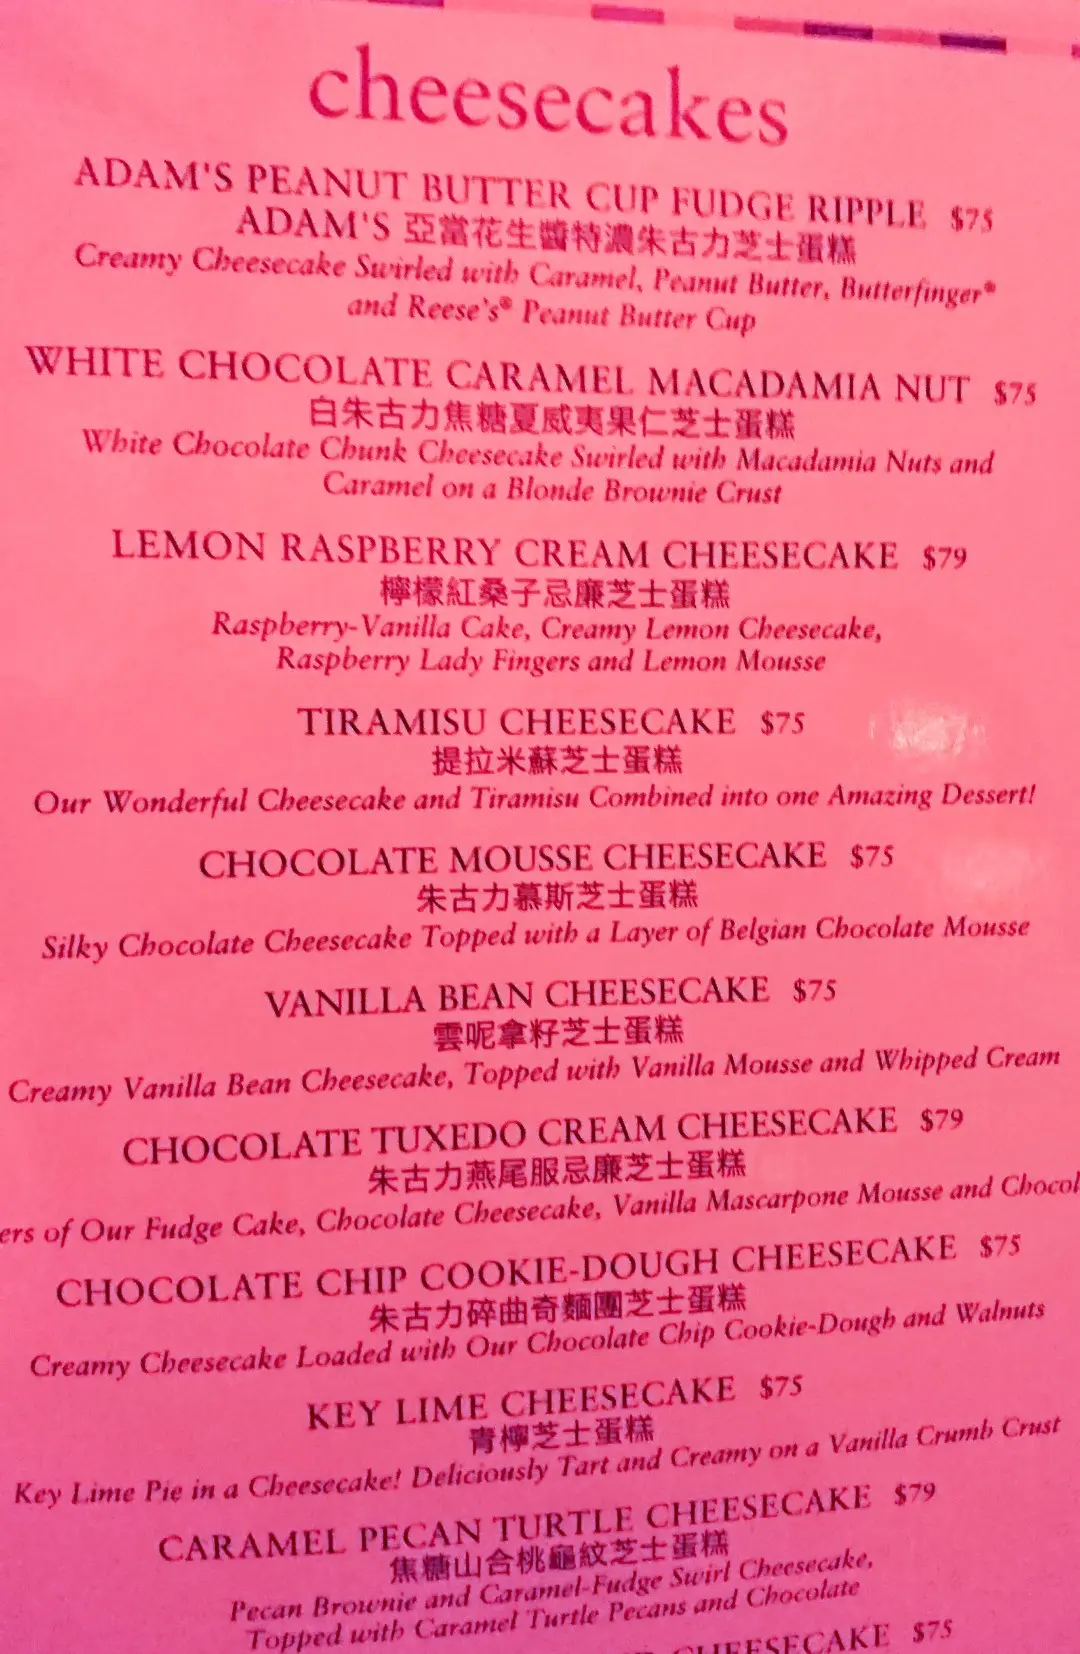 cheesecakes
ADAM'S PEANUT BUTTER CUP FUDGE RIPPLE $75
ADAM'S 亞當花生醬特濃朱古力芝士蛋糕
Creamy Cheesecake Swirled with Caramel, Peanut Butter, Butterfinger®
and Reese's® Peanut Butter Cup
WHITE CHOCOLATE CARAMEL MACADAMIA NUT $75
白朱古力焦糖夏威夷果仁芝士蛋糕
White Chocolate Chunk Cheesecake Swirled with Macadamia Nuts and
Caramel on a Blonde Brownie Crust
LEMON RASPBERRY CREAM CHEESECAKE $79
檸檬紅桑子忌廉芝士蛋糕
Raspberry-Vanilla Cake, Creamy Lemon Cheesecake,
Raspberry Lady Fingers and Lemon Mousse
TIRAMISU CHEESECAKE $75
提拉米蘇芝士蛋糕
Our Wonderful Cheesecake and Tiramisu Combined into one Amazing Dessert!
CHOCOLATE MOUSSE CHEESECAKE $75
朱古力慕斯芝士蛋糕
Silky Chocolate Cheesecake Topped with a Layer of Belgian Chocolate Mousse
VANILLA BEAN CHEESECAKE $75
雲呢拿籽芝士蛋糕
Creamy Vanilla Bean Cheesecake, Topped with Vanilla Mousse and Whipped Cream
CHOCOLATE TUXEDO CREAM CHEESECAKE $79
朱古力燕尾服忌廉芝士蛋糕
ers of Our Fudge Cake, Chocolate Cheesecake, Vanilla Mascarpone Mousse and Chocol
CHOCOLATE CHIP COOKIE-DOUGH CHEESECAKE $75
朱古力碎曲奇麵團芝士蛋糕
Creamy Cheesecake Loaded with Our Chocolate Chip Cookie-Dough and Walnuts
KEY LIME CHEESECAKE $75
青檸芝士蛋糕
Key Lime Pie in a Cheesecake! Deliciously Tart and Creamy on a Vanilla Crumb Crust
CARAMEL PECAN TURTLE CHEESECAKE $79
焦糖山合桃龜紋芝士蛋糕
Pecan Brownie and Caramel-Fudge Swirl Cheesecake,
Topped with Caramel Turtle Pecans and Chocolate
CHEESECAKE $75